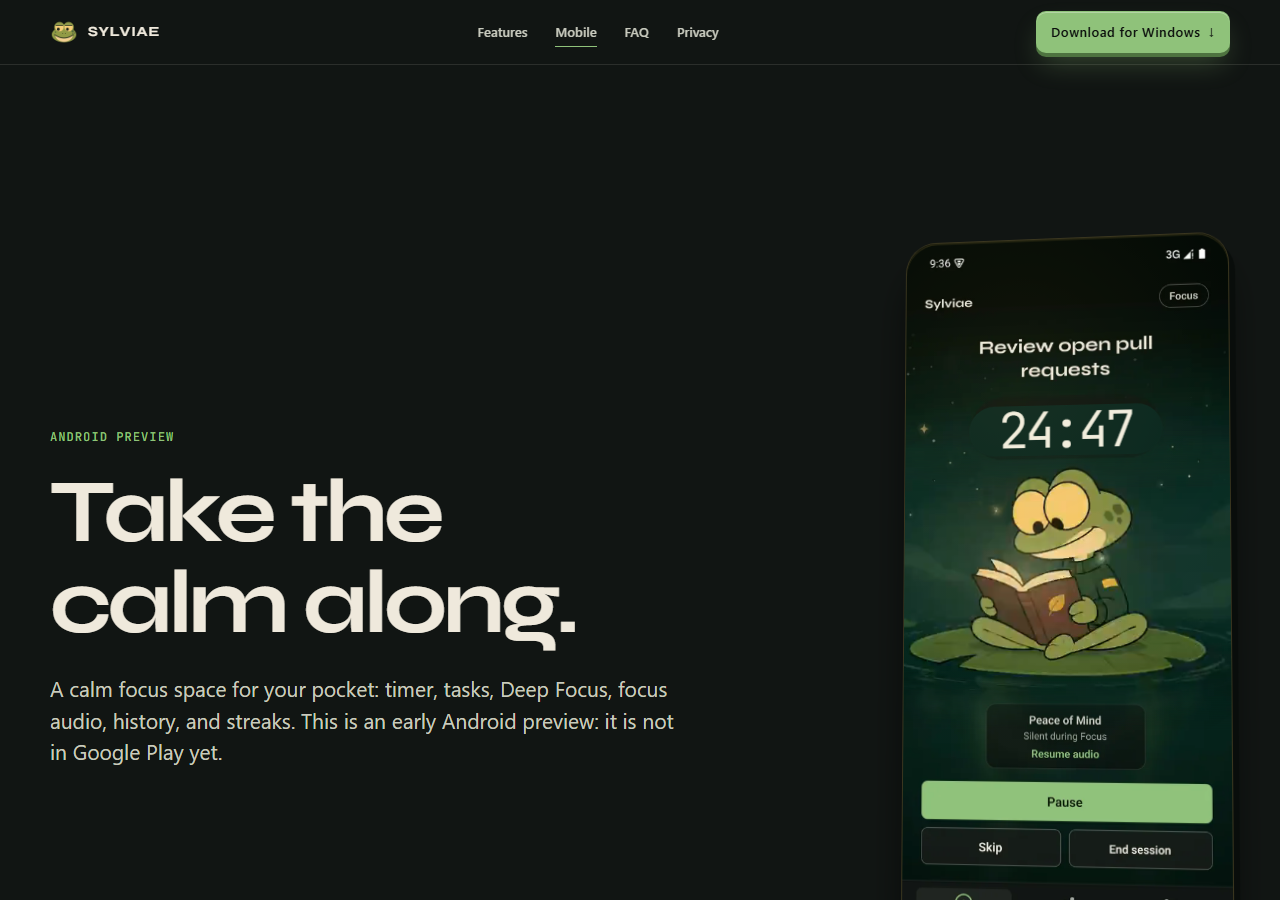 SYLVIAE
Features Mobile FAQ Privacy
Download for Windows ↓
ANDROID PREVIEW
Take the
calm along.
A calm focus space for your pocket: timer, tasks, Deep Focus, focus
audio, history, and streaks. This is an early Android preview: it is not
in Google Play yet.
9:36 3G
Sylviae Focus
Review open pull
requests
24:47
Peace of Mind
Silent during Focus
Resume audio
Pause
Skip End session